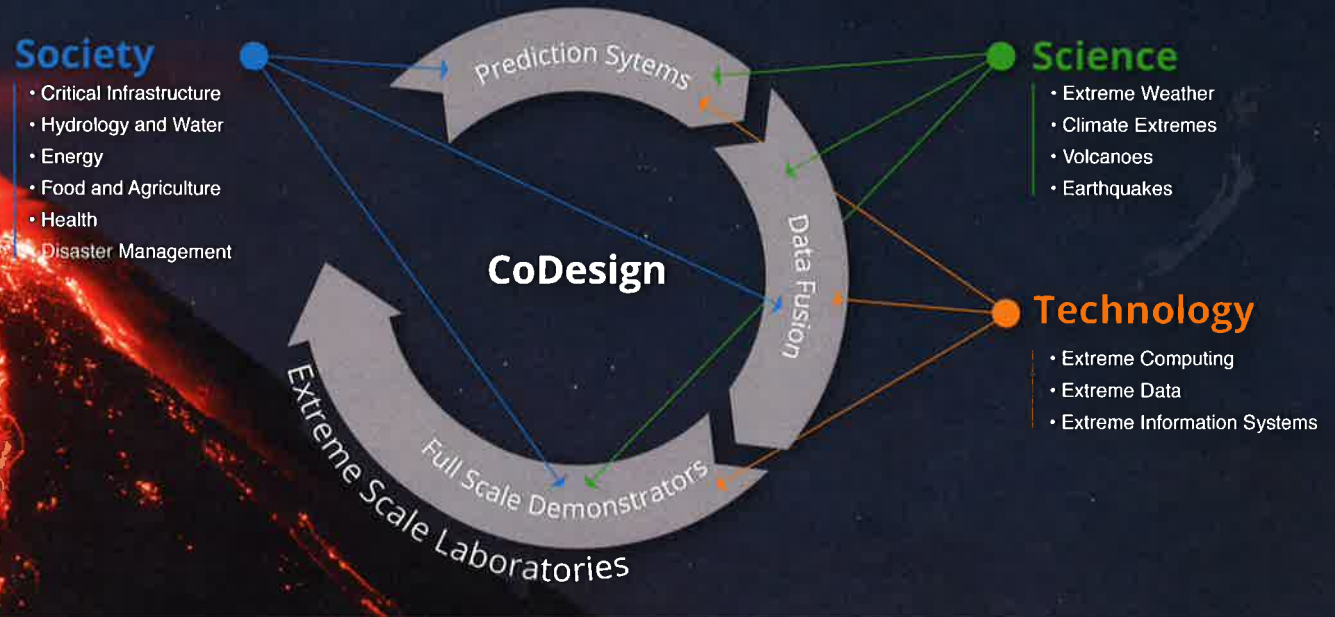 Society
• Critical Infrastructure
• Hydrology and Water
• Energy
• Food and Agriculture
• Health
• Disaster Management
Prediction Sytems
Science
• Extreme Weather
• Climate Extremes
• Volcanoes
• Earthquakes
CoDesign
Data Fusion
Technology
• Extreme Computing
• Extreme Data
• Extreme Information Systems
Full Scale Demonstrators
Extreme Scale Laboratories